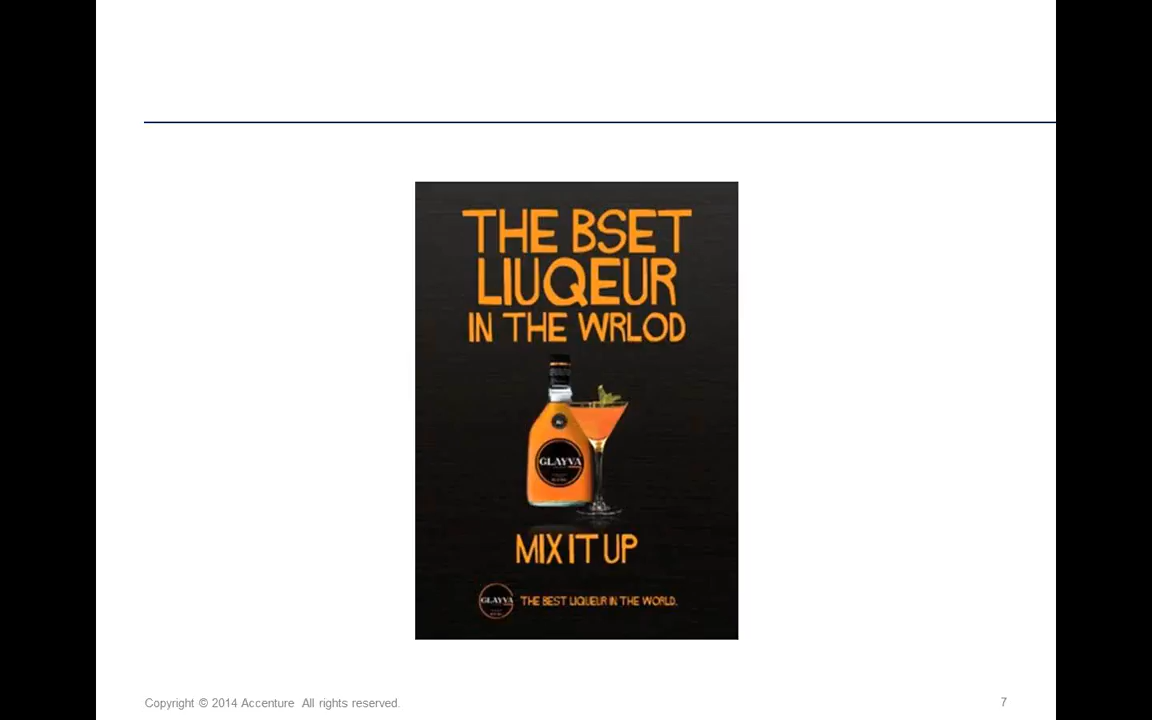 THE BSET
LIUQEUR
IN THE WRLOD
GLAYVA
MIX IT UP
GLAYVA THE BEST LIQUEUR IN THE WORLD.
Copyright © 2014 Accenture All rights reserved.
7